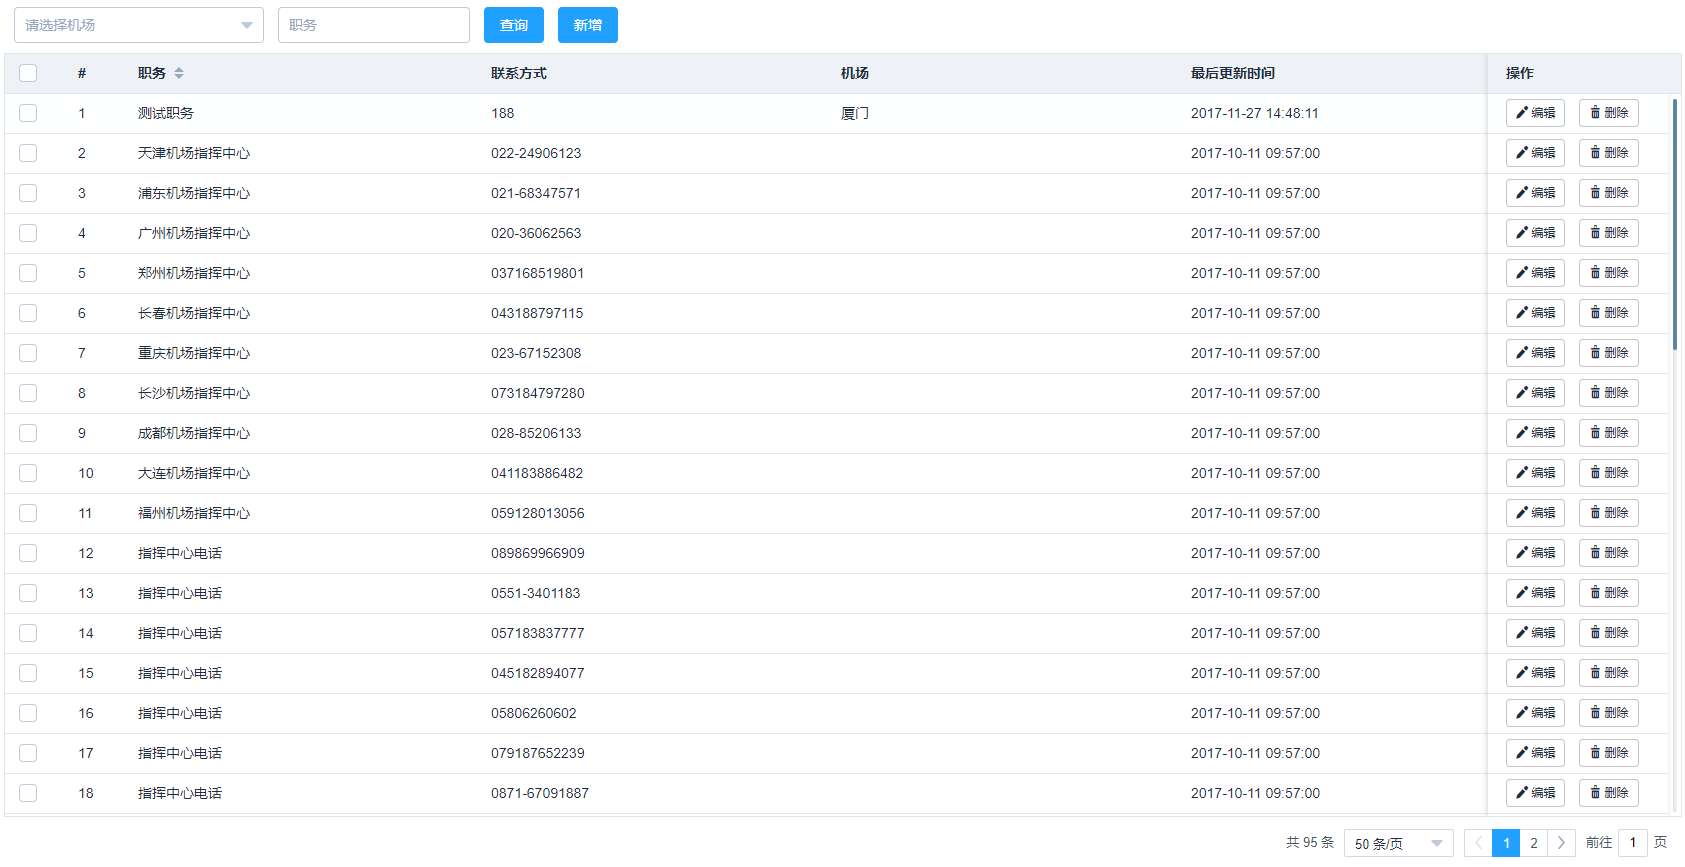 请选择机场 职务 查询 新增
# 职务 联系方式 机场 最后更新时间 操作
1 测试职务 188 厦门 2017-11-27 14:48:11 编辑 删除
2 天津机场指挥中心 022-24906123 2017-10-11 09:57:00 编辑 删除
3 浦东机场指挥中心 021-68347571 2017-10-11 09:57:00 编辑 删除
4 广州机场指挥中心 020-36062563 2017-10-11 09:57:00 编辑 删除
5 郑州机场指挥中心 037168519801 2017-10-11 09:57:00 编辑 删除
6 长春机场指挥中心 043188797115 2017-10-11 09:57:00 编辑 删除
7 重庆机场指挥中心 023-67152308 2017-10-11 09:57:00 编辑 删除
8 长沙机场指挥中心 073184797280 2017-10-11 09:57:00 编辑 删除
9 成都机场指挥中心 028-85206133 2017-10-11 09:57:00 编辑 删除
10 大连机场指挥中心 041183886482 2017-10-11 09:57:00 编辑 删除
11 福州机场指挥中心 059128013056 2017-10-11 09:57:00 编辑 删除
12 指挥中心电话 089869966909 2017-10-11 09:57:00 编辑 删除
13 指挥中心电话 0551-3401183 2017-10-11 09:57:00 编辑 删除
14 指挥中心电话 057183837777 2017-10-11 09:57:00 编辑 删除
15 指挥中心电话 045182894077 2017-10-11 09:57:00 编辑 删除
16 指挥中心电话 05806260602 2017-10-11 09:57:00 编辑 删除
17 指挥中心电话 079187652239 2017-10-11 09:57:00 编辑 删除
18 指挥中心电话 0871-67091887 2017-10-11 09:57:00 编辑 删除
共 95 条 50 条/页 1 2 前往 1 页